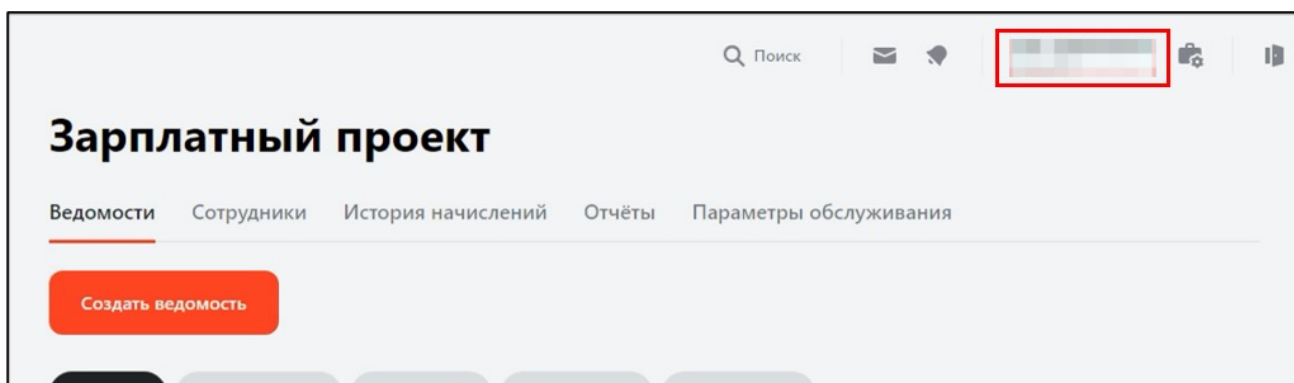 Поиск
Зарплатный проект
Ведомости Сотрудники История начислений Отчёты Параметры обслуживания
Создать ведомость